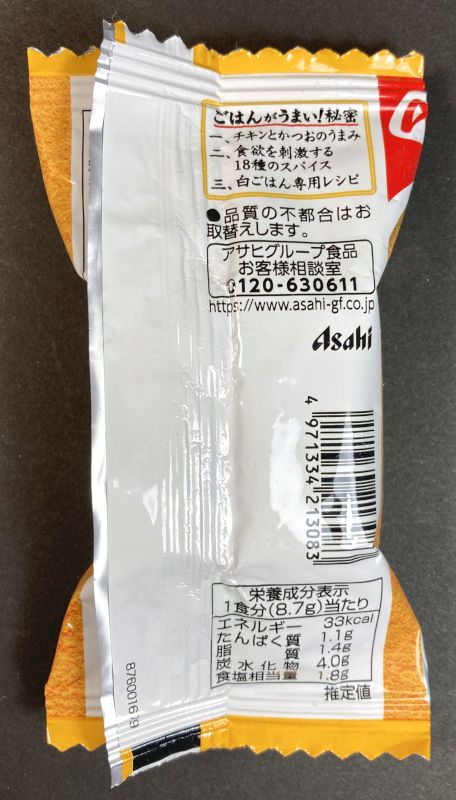 ごはんがうまい!秘密
一、チキンとかつおのうまみ
二、食欲を刺激する
18種のスパイス
三、白ごはん専用レシピ
●品質の不都合はお
取替えします。
アサヒグループ食品
お客様相談室
0120-630611
https://www.asahi-gf.co.jp
Asahi
4 971334 213083
栄養成分表示
1食分(8.7g)当たり
エネルギー 33kcal
たんぱく質 1.1g
脂質 1.4g
炭水化物 4.0g
食塩相当量 1.8g
推定値